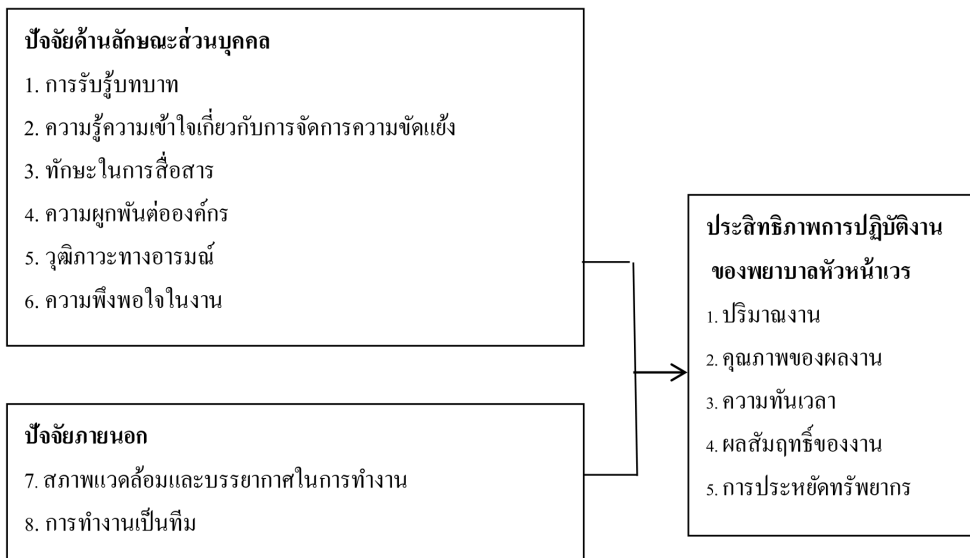 ปัจจัยด้านลักษณะส่วนบุคคล
1. การรับรู้บทบาท
2. ความรู้ความเข้าใจเกี่ยวกับการจัดการความขัดแย้ง
3. ทักษะในการสื่อสาร
4. ความผูกพันต่อองค์กร
5. วุฒิภาวะทางอารมณ์
6. ความพึงพอใจในงาน
ปัจจัยภายนอก
7. สภาพแวดล้อมและบรรยากาศในการทำงาน
8. การทำงานเป็นทีม
ประสิทธิภาพการปฏิบัติงาน
ของพยาบาลหัวหน้าเวร
1. ปริมาณงาน
2. คุณภาพของผลงาน
3. ความทันเวลา
4. ผลสัมฤทธิ์ของงาน
5. การประหยัดทรัพยากร